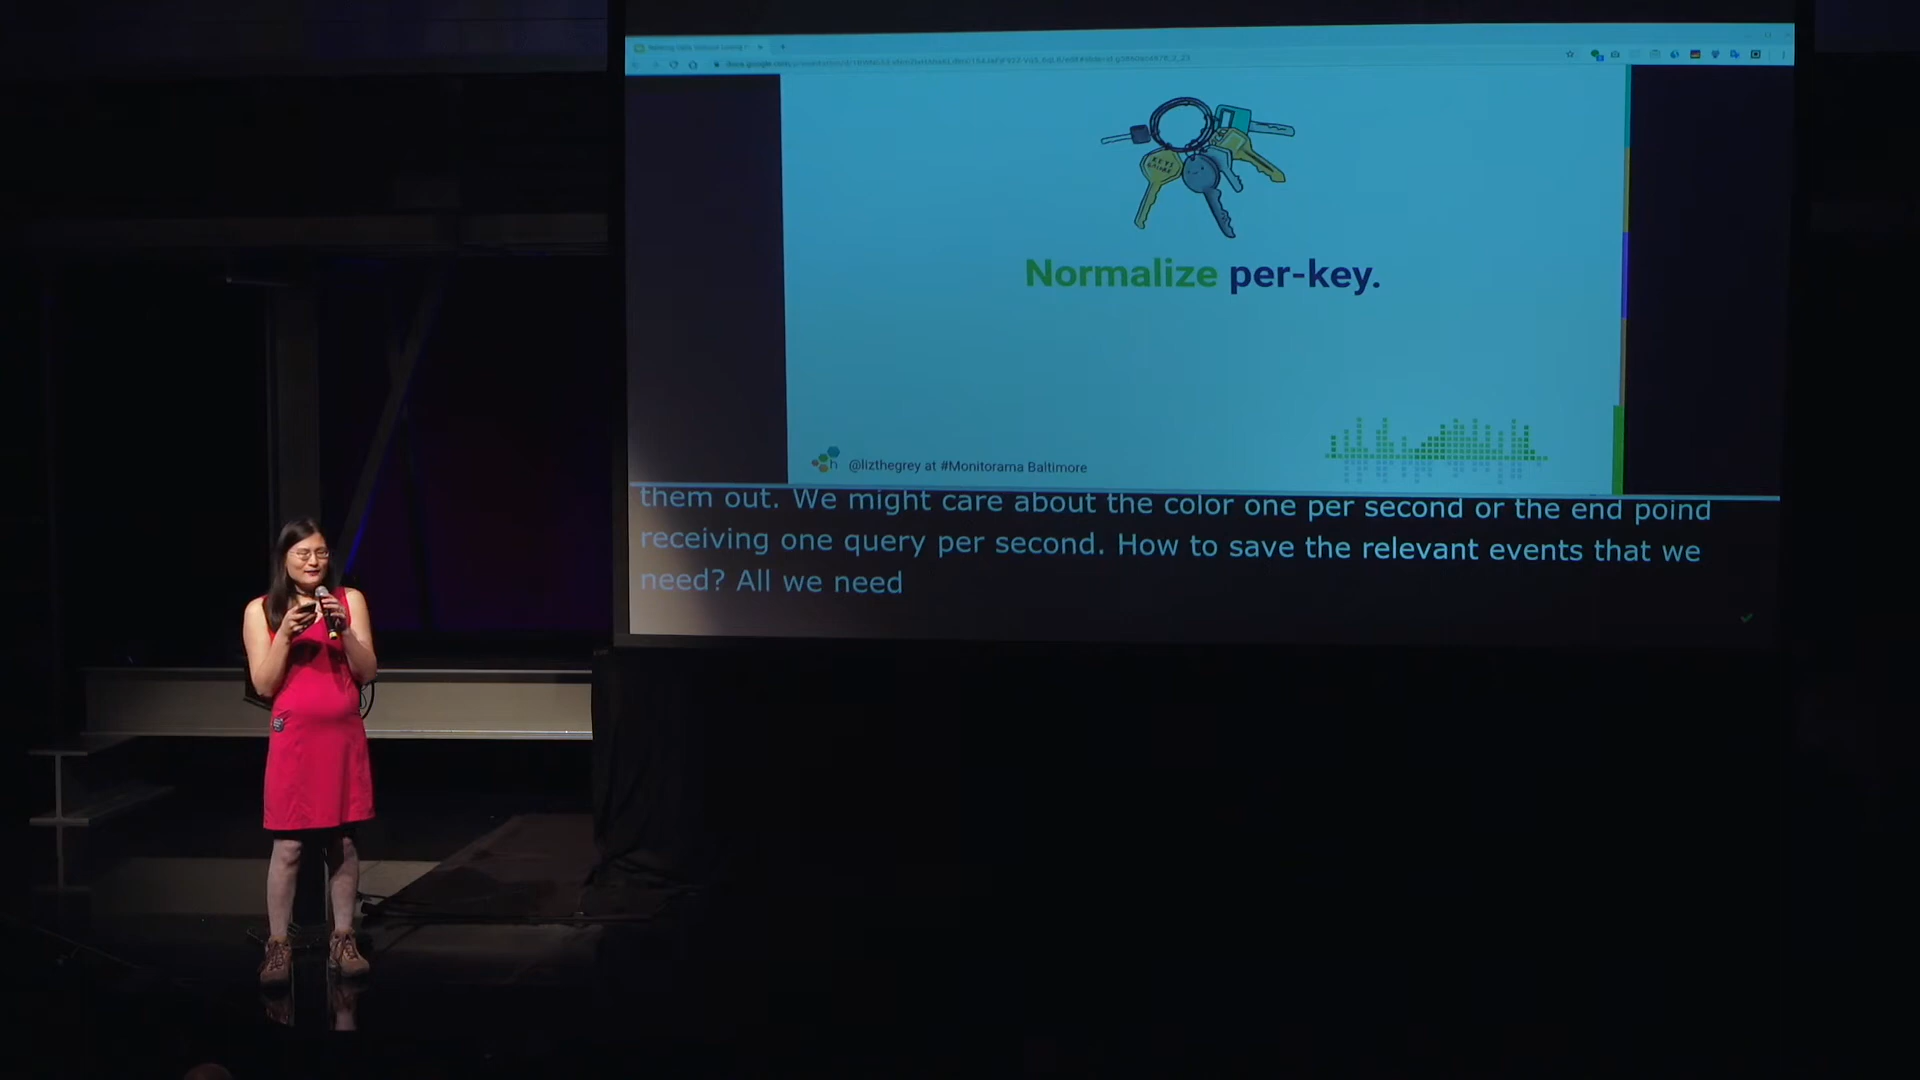 Normalize per-key.
@lizthegrey at #Monitorama Baltimore
them out. We might care about the color one per second or the end poind
receiving one query per second. How to save the relevant events that we
need? All we need